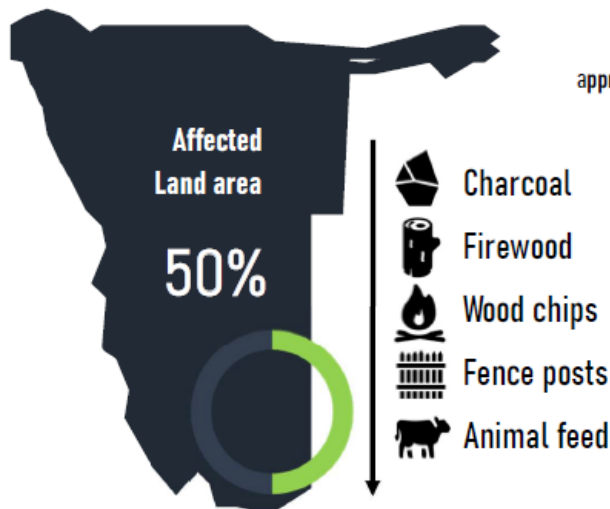 Affected
Land area
50%
Charcoal
Firewood
Wood chips
Fence posts
Animal feed